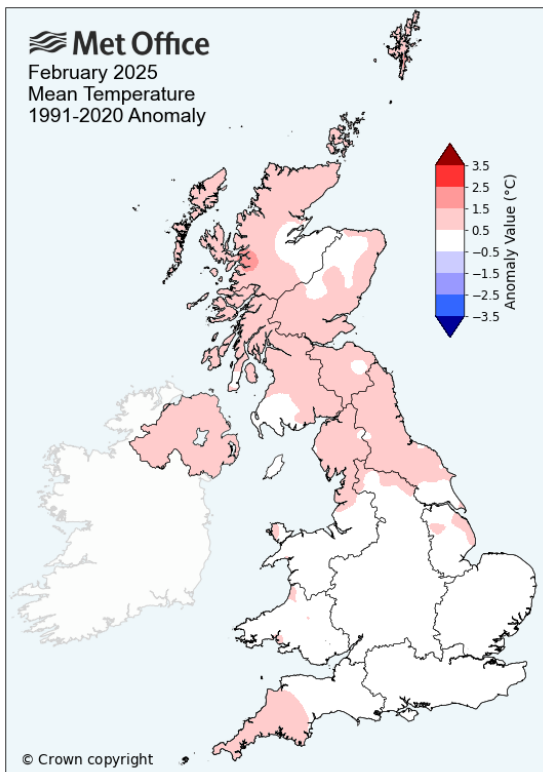 Met Office
February 2025
Mean Temperature
1991-2020 Anomaly
3.5
2.5
1.5
0.5
−0.5
−1.5
−2.5
−3.5
Anomaly Value (°C)
© Crown copyright